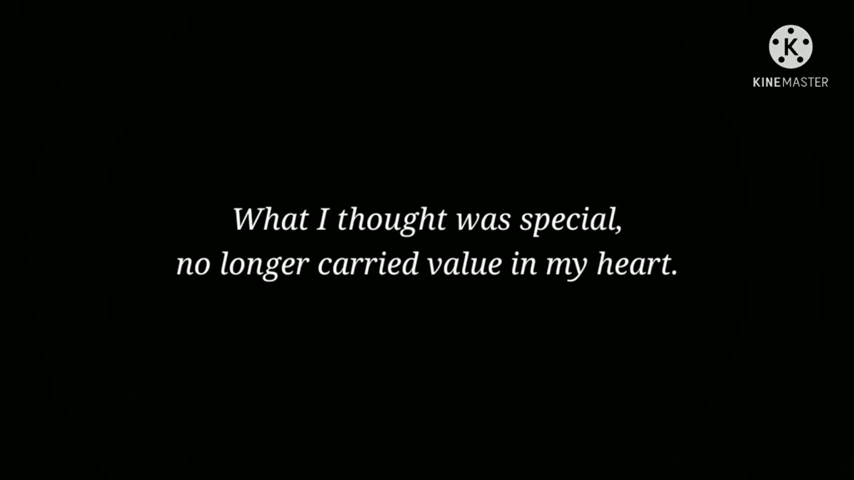 K
KINEMASTER
What I thought was special,
no longer carried value in my heart.